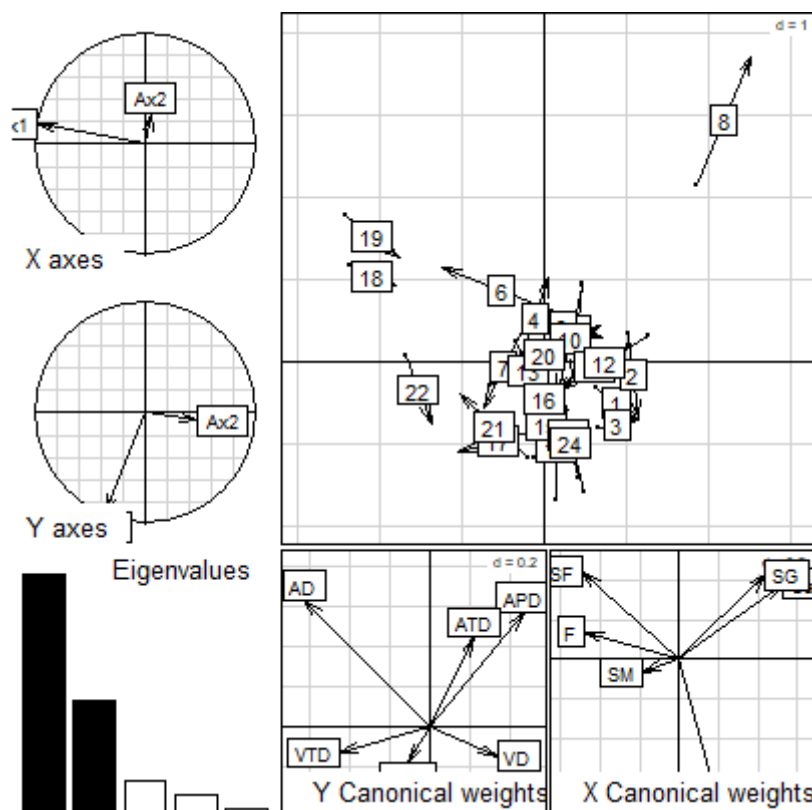 d = 1
Ax2
8
X axes
19
18
6
4
10
20
12
7
2
22
16
1
3
21
24
Ax2
Y axes
Eigenvalues
d = 0.2
AD
APD
ATD
VTD
VD
Y Canonical weights
SF
SG
F
SM
X Canonical weights